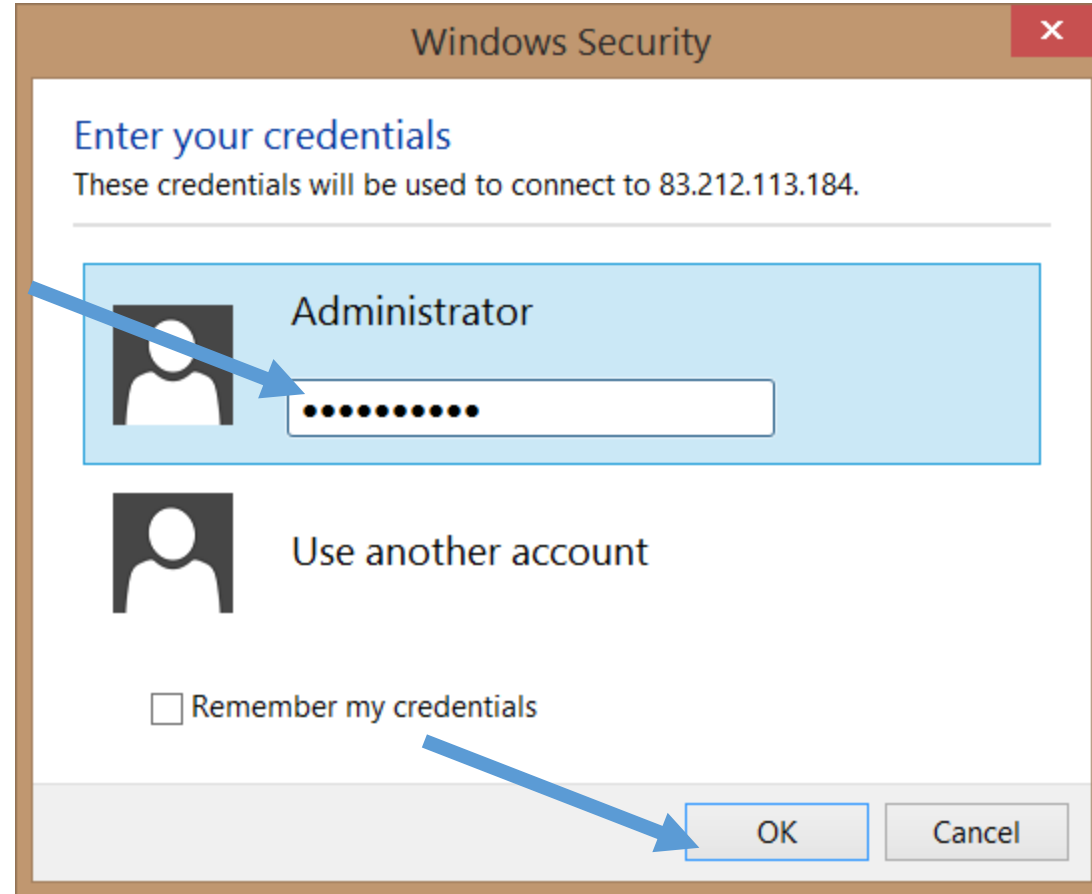 Windows Security
Enter your credentials
These credentials will be used to connect to 83.212.113.184.
Administrator
••••••••••
Use another account
Remember my credentials
OK Cancel